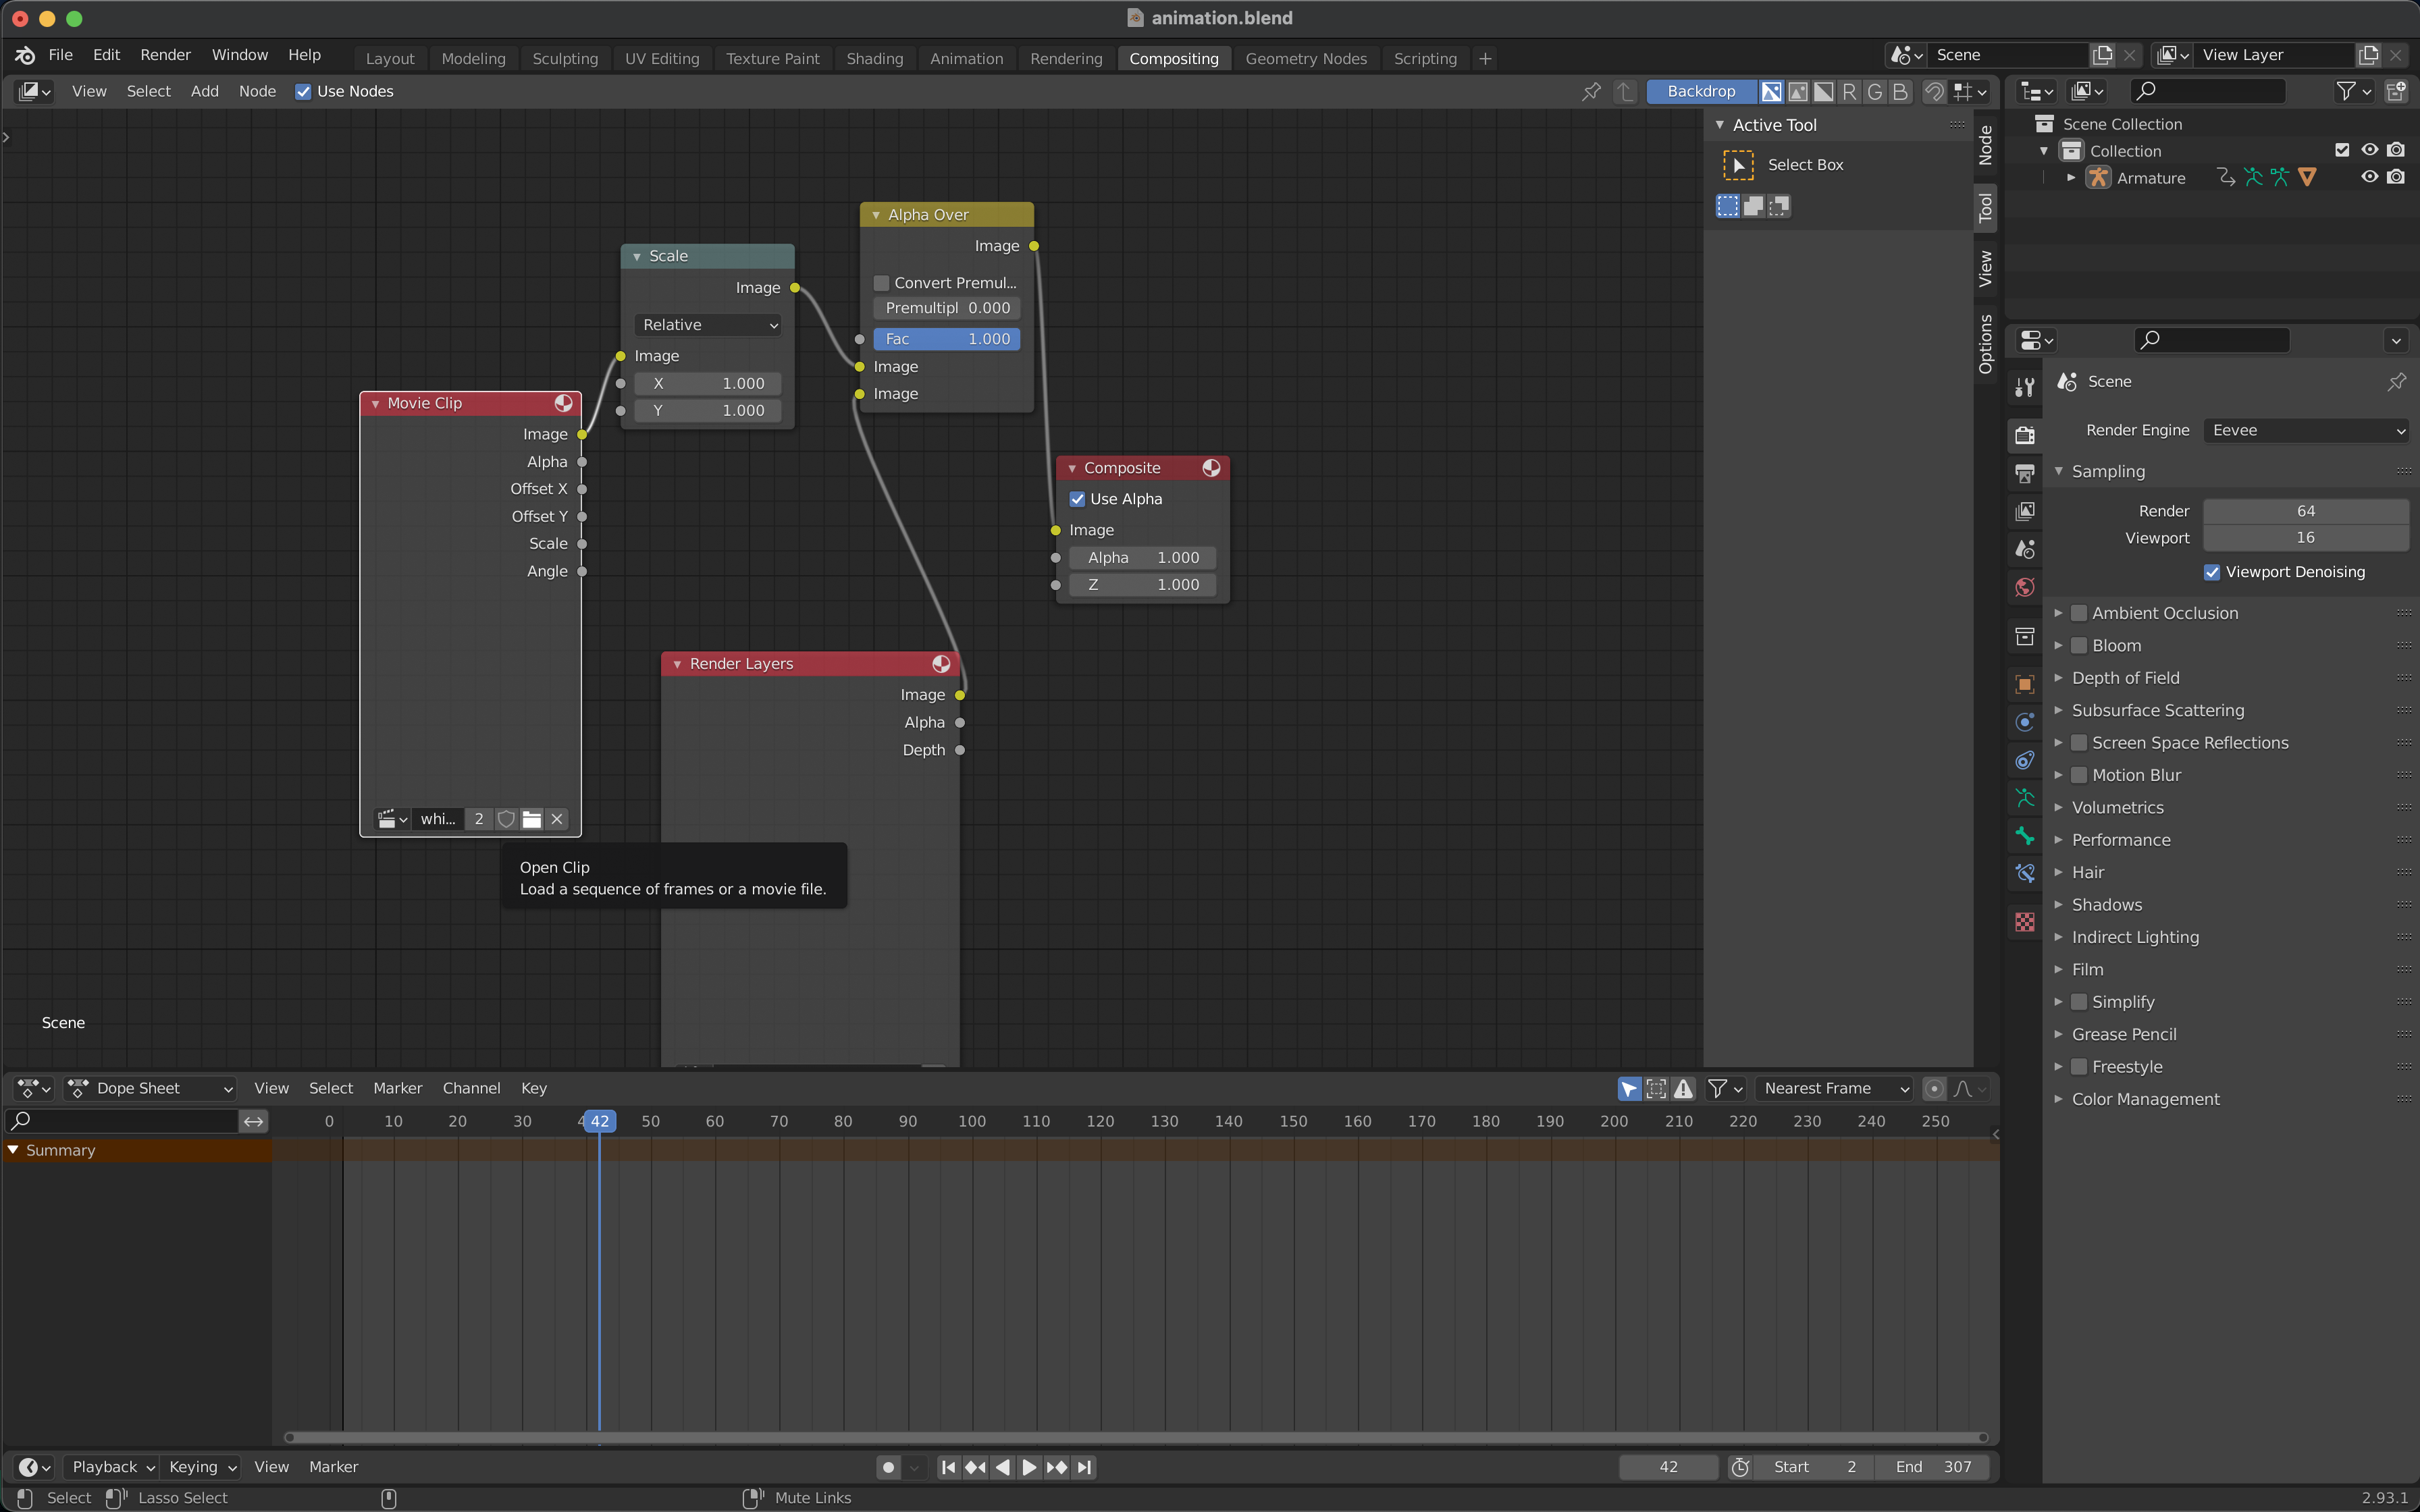 animation.blend
File Edit Render Window Help Layout Modeling Sculpting UV Editing Texture Paint Shading Animation Rendering Compositing Geometry Nodes Scripting + Scene View Layer
View Select Add Node Use Nodes Backdrop R G B
Active Tool
Select Box
Node
Tool
View
Options
Scene Collection
Collection
Armature
Alpha Over
Image
Convert Premul...
Premultipl 0.000
Fac 1.000
Image
Image
Scale
Image
Relative
Image
X 1.000
Y 1.000
Movie Clip
Image
Alpha
Offset X
Offset Y
Scale
Angle
whi... 2
Composite
Use Alpha
Image
Alpha 1.000
Z 1.000
Render Layers
Image
Alpha
Depth
Open Clip
Load a sequence of frames or a movie file.
Scene
Scene
Render Engine Eevee
Sampling
Render 64
Viewport 16
Viewport Denoising
Ambient Occlusion
Bloom
Depth of Field
Subsurface Scattering
Screen Space Reflections
Motion Blur
Volumetrics
Performance
Hair
Shadows
Indirect Lighting
Film
Simplify
Grease Pencil
Freestyle
Color Management
Dope Sheet View Select Marker Channel Key Nearest Frame
0 10 20 30 42 50 60 70 80 90 100 110 120 130 140 150 160 170 180 190 200 210 220 230 240 250
Summary
Playback Keying View Marker 42 Start 2 End 307
Select Lasso Select Mute Links 2.93.1